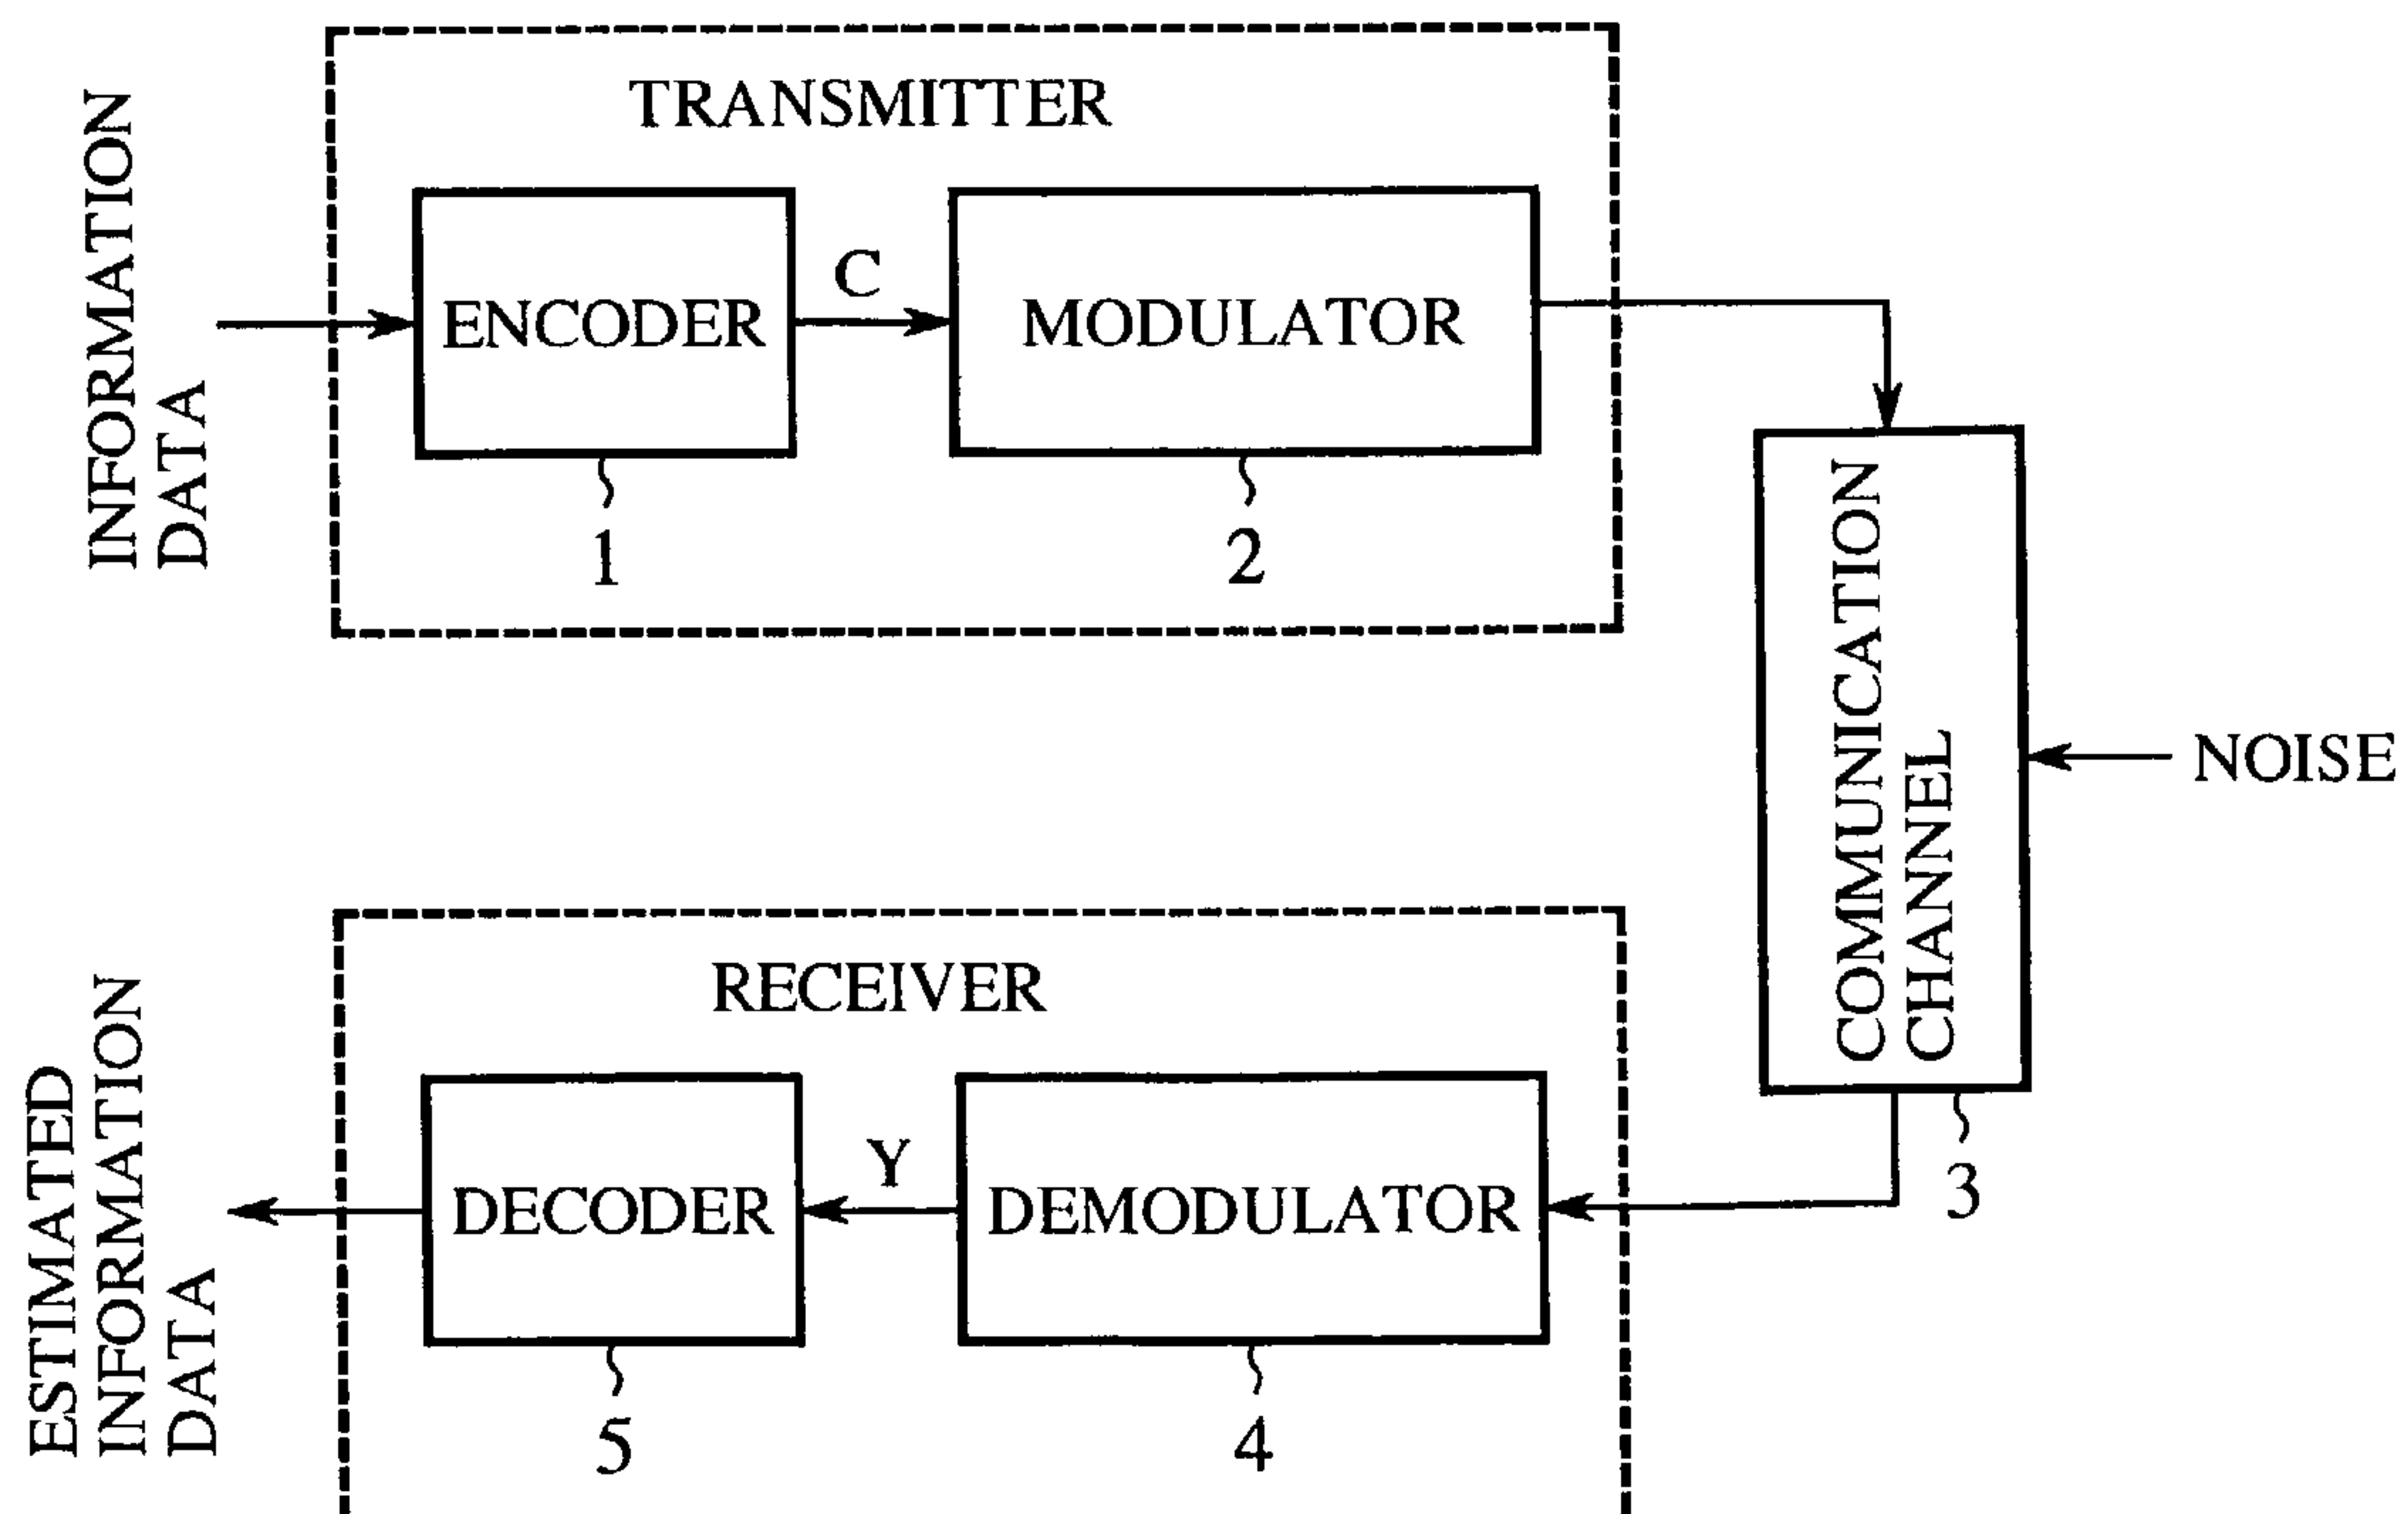 TRANSMITTER
INFORMATION
DATA
ENCODER
C
MODULATOR
1
2
COMMUNICATION
CHANNEL
NOISE
3
RECEIVER
ESTIMATED
INFORMATION
DATA
DECODER
Y
DEMODULATOR
5
4